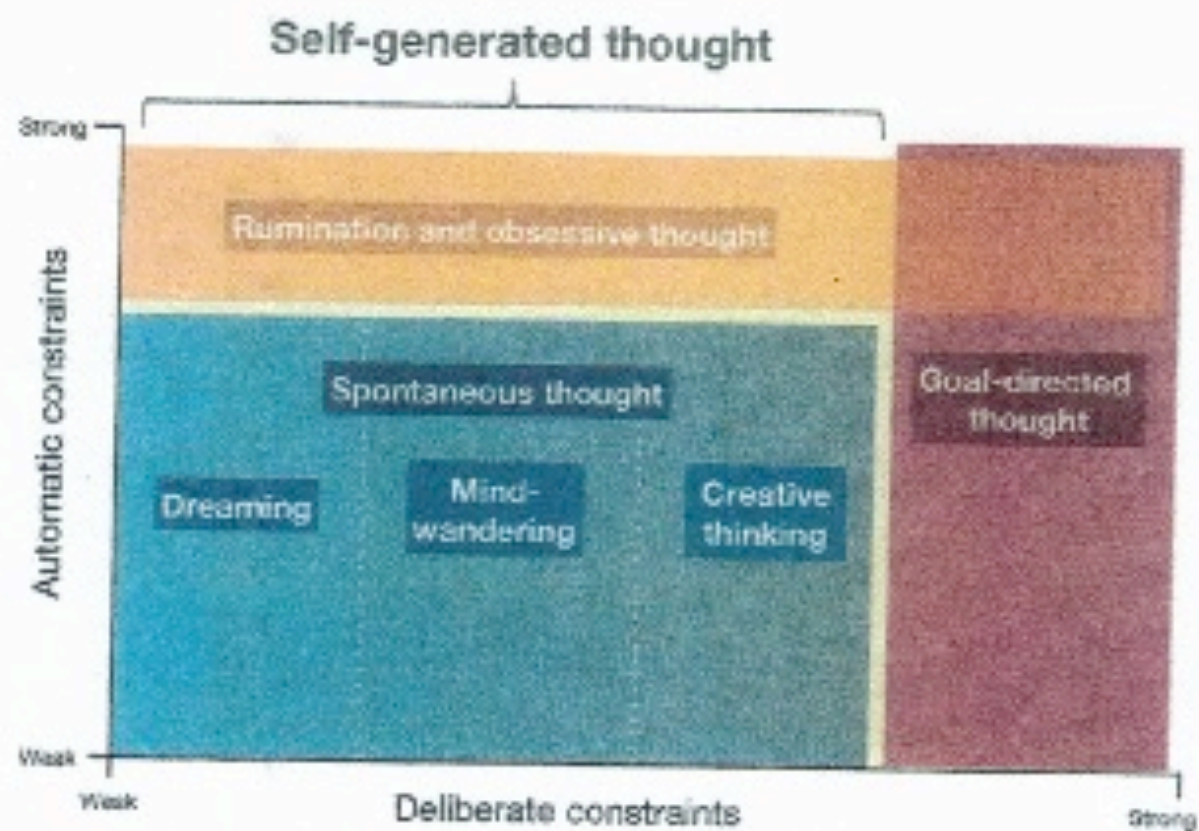 Self-generated thought
Strong
Rumination and obsessive thought
Automatic constraints
Spontaneous thought
Goal-directed
thought
Dreaming
Mind-
wandering
Creative
thinking
Weak
Weak
Deliberate constraints
Strong